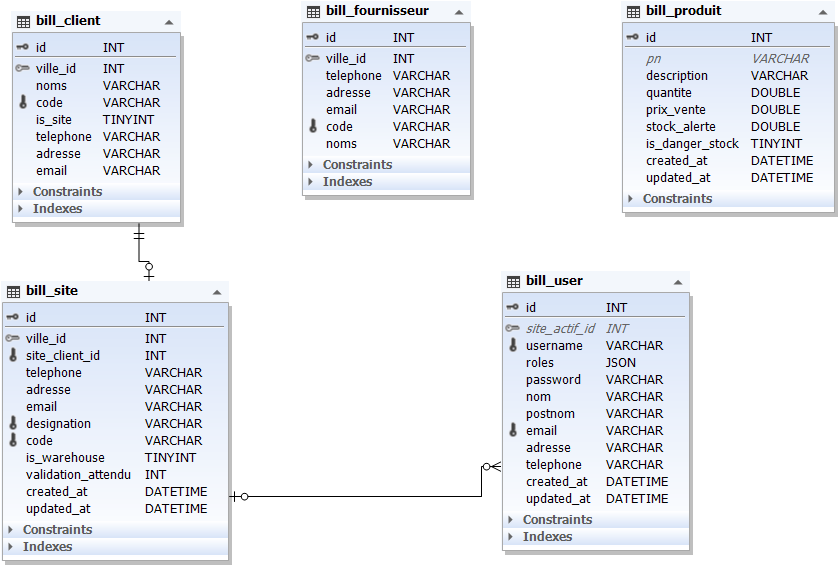 bill_client
id INT
ville_id INT
noms VARCHAR
code VARCHAR
is_site TINYINT
telephone VARCHAR
adresse VARCHAR
email VARCHAR
Constraints
Indexes
bill_fournisseur
id INT
ville_id INT
telephone VARCHAR
adresse VARCHAR
email VARCHAR
code VARCHAR
noms VARCHAR
Constraints
Indexes
bill_produit
id INT
pn VARCHAR
description VARCHAR
quantite DOUBLE
prix_vente DOUBLE
stock_alerte DOUBLE
is_danger_stock TINYINT
created_at DATETIME
updated_at DATETIME
Constraints
bill_site
id INT
ville_id INT
site_client_id INT
telephone VARCHAR
adresse VARCHAR
email VARCHAR
designation VARCHAR
code VARCHAR
is_warehouse TINYINT
validation_attendu INT
created_at DATETIME
updated_at DATETIME
Constraints
Indexes
bill_user
id INT
site_actif_id INT
username VARCHAR
roles JSON
password VARCHAR
nom VARCHAR
postnom VARCHAR
email VARCHAR
adresse VARCHAR
telephone VARCHAR
created_at DATETIME
updated_at DATETIME
Constraints
Indexes